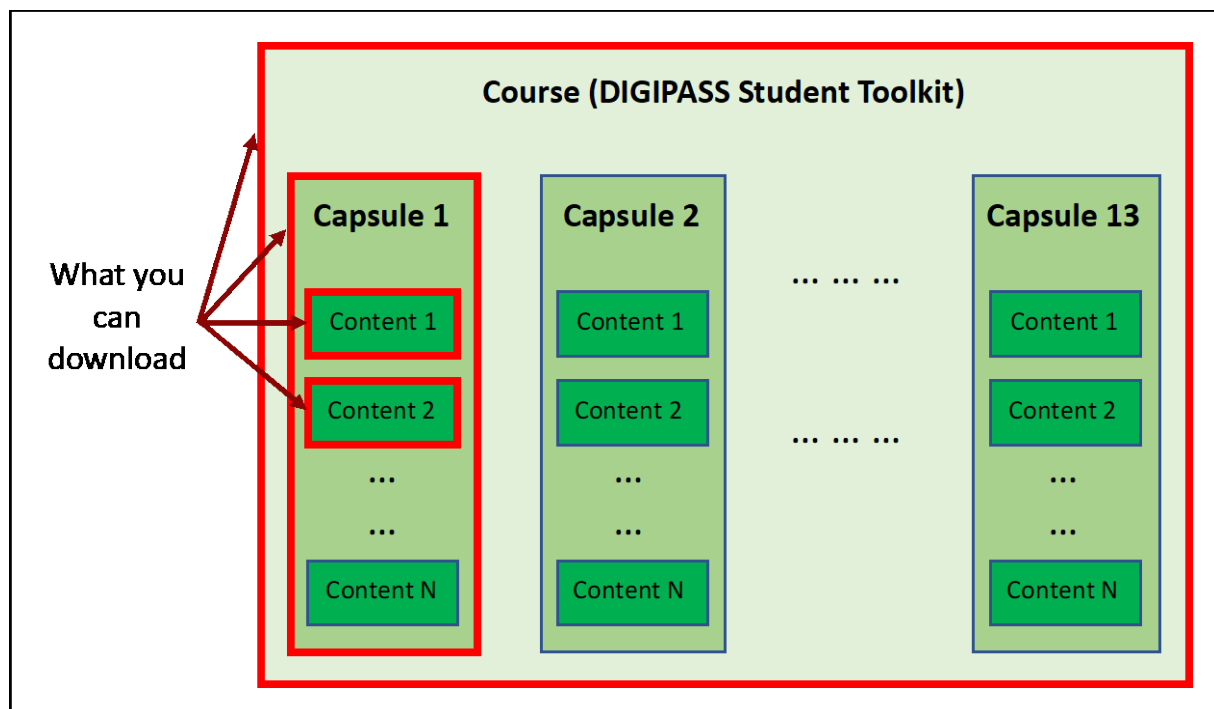 Course (DIGIPASS Student Toolkit)
What you
can
download
Capsule 1
Content 1
Content 2
...
...
Content N
Capsule 2
Content 1
Content 2
...
...
Content N
... ... ...
... ... ...
Capsule 13
Content 1
Content 2
...
...
Content N